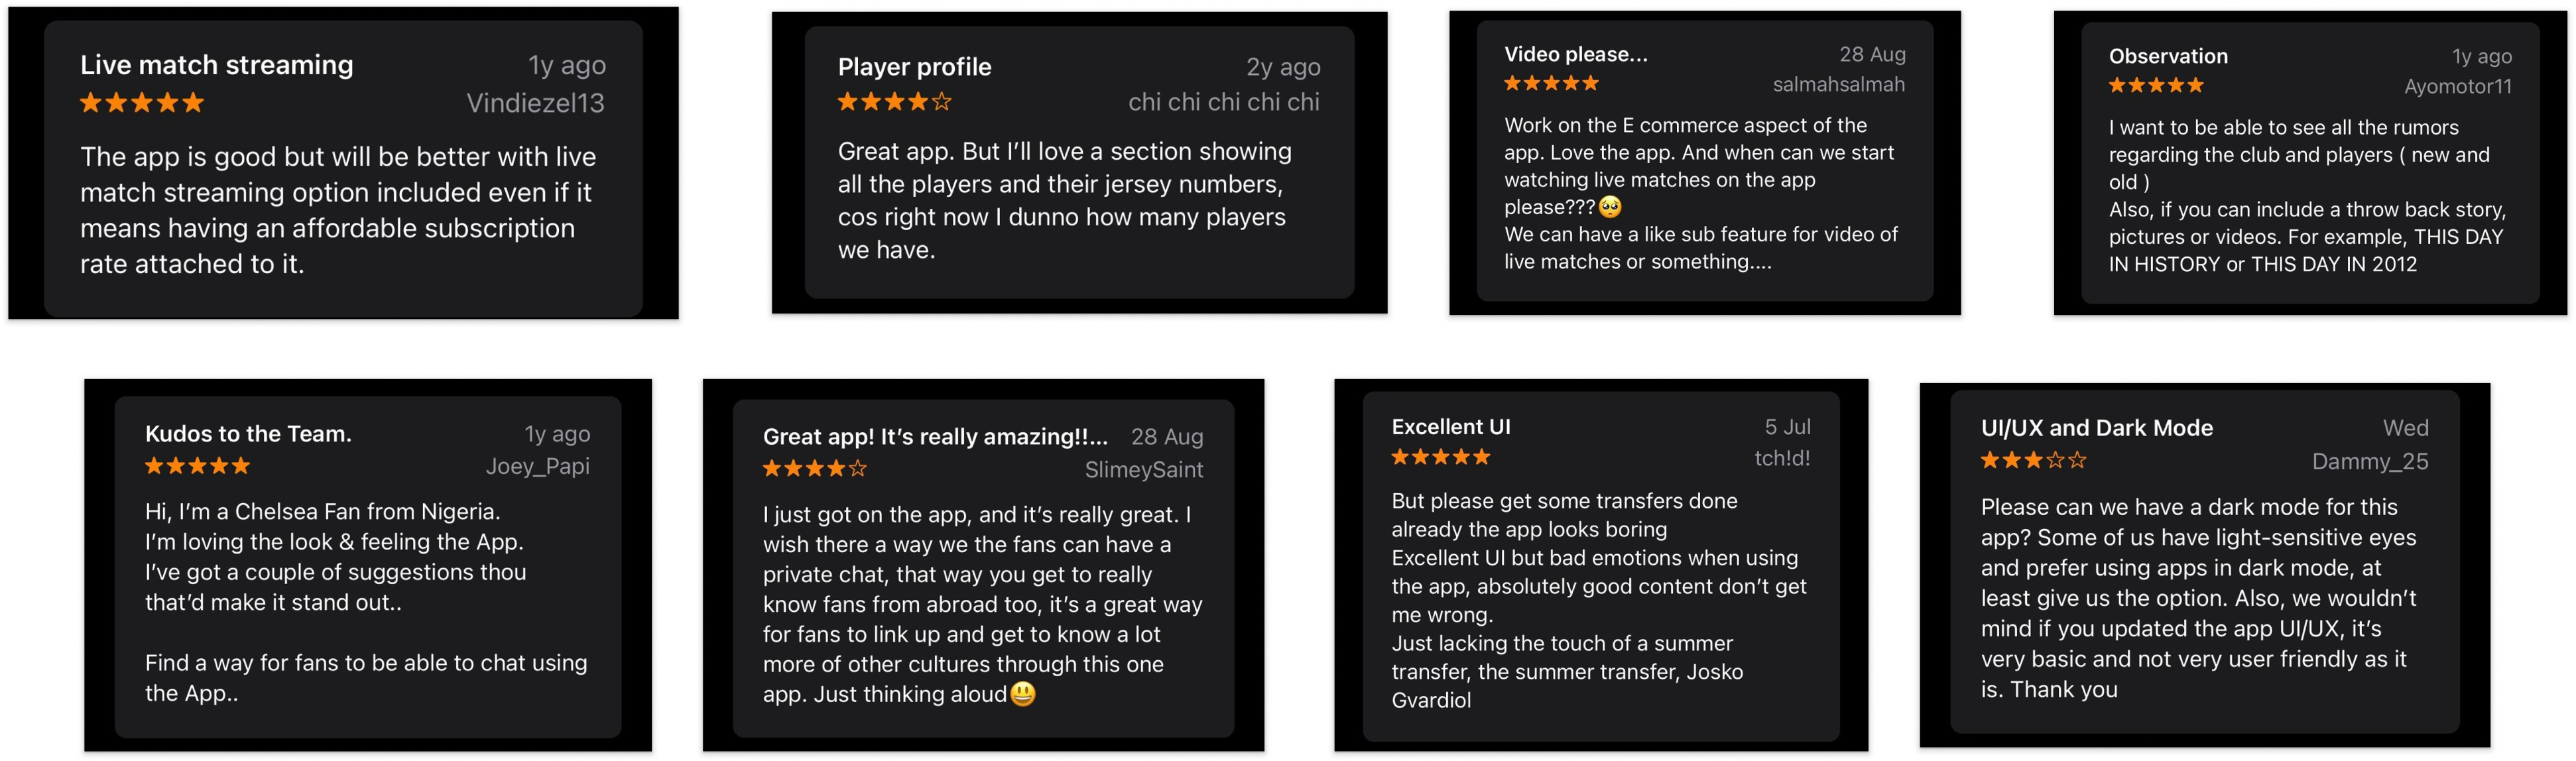 Live match streaming 1y ago
★★★★★ Vindiezel13
The app is good but will be better with live
match streaming option included even if it
means having an affordable subscription
rate attached to it.
Player profile 2y ago
★★★★☆ chi chi chi chi chi
Great app. But I’ll love a section showing
all the players and their jersey numbers,
cos right now I dunno how many players
we have.
Video please... 28 Aug
★★★★★ salmahsalmah
Work on the E commerce aspect of the
app. Love the app. And when can we start
watching live matches on the app
please???🥺
We can have a like sub feature for video of
live matches or something....
Observation 1y ago
★★★★★ Ayomotor11
I want to be able to see all the rumors
regarding the club and players ( new and
old )
Also, if you can include a throw back story,
pictures or videos. For example, THIS DAY
IN HISTORY or THIS DAY IN 2012
Kudos to the Team. 1y ago
★★★★★ Joey_Papi
Hi, I’m a Chelsea Fan from Nigeria.
I’m loving the look & feeling the App.
I’ve got a couple of suggestions thou
that’d make it stand out..
Find a way for fans to be able to chat using
the App..
Great app! It’s really amazing!!... 28 Aug
★★★★☆ SlimeySaint
I just got on the app, and it’s really great. I
wish there a way we the fans can have a
private chat, that way you get to really
know fans from abroad too, it’s a great way
for fans to link up and get to know a lot
more of other cultures through this one
app. Just thinking aloud😃
Excellent UI 5 Jul
★★★★★ tch!d!
But please get some transfers done
already the app looks boring
Excellent UI but bad emotions when using
the app, absolutely good content don’t get
me wrong.
Just lacking the touch of a summer
transfer, the summer transfer, Josko
Gvardiol
UI/UX and Dark Mode Wed
★★★☆☆ Dammy_25
Please can we have a dark mode for this
app? Some of us have light-sensitive eyes
and prefer using apps in dark mode, at
least give us the option. Also, we wouldn’t
mind if you updated the app UI/UX, it’s
very basic and not very user friendly as it
is. Thank you